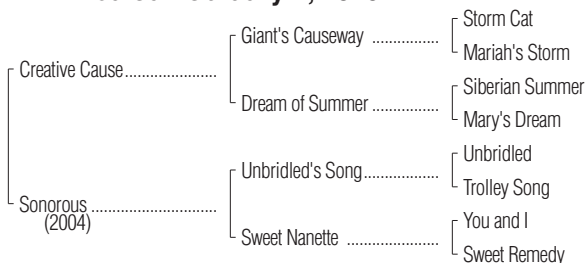 Storm Cat
Giant's Causeway ................
Mariah's Storm
Creative Cause......................
Siberian Summer
Dream of Summer ................
Mary's Dream
Unbridled
Unbridled's Song..................
Trolley Song
Sonorous .............................
(2004)
You and I
Sweet Nanette ......................
Sweet Remedy